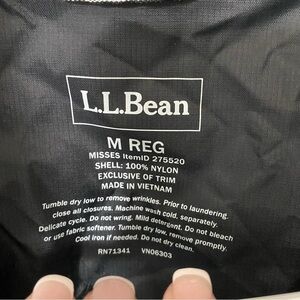 L.L.Bean
M REG
MISSES ItemID 275520
SHELL: 100% NYLON
EXCLUSIVE OF TRIM
MADE IN VIETNAM
Tumble dry low to remove wrinkles. Prior to laundering,
close all closures. Machine wash cold, separately.
Delicate cycle. Do not wring. Mild detergent. Do not bleach
or use fabric softener. Tumble dry low, remove promptly.
Cool iron if needed. Do not dry clean.
RN71341 VN06303